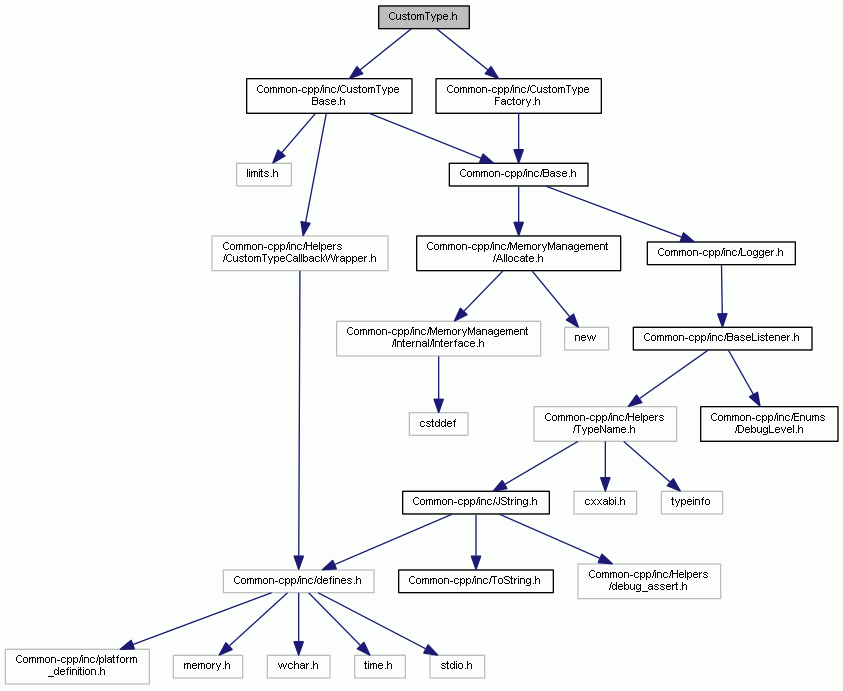 CustomType.h
Common-cpp/inc/CustomType
Base.h
Common-cpp/inc/CustomType
Factory.h
limits.h
Common-cpp/inc/Base.h
Common-cpp/inc/Helpers
/CustomTypeCallbackWrapper.h
Common-cpp/inc/MemoryManagement
/Allocate.h
Common-cpp/inc/Logger.h
Common-cpp/inc/MemoryManagement
/Internal/Interface.h
new
Common-cpp/inc/BaseListener.h
cstddef
Common-cpp/inc/Helpers
/TypeName.h
Common-cpp/inc/Enums
/DebugLevel.h
Common-cpp/inc/JString.h
cxxabi.h
typeinfo
Common-cpp/inc/defines.h
Common-cpp/inc/ToString.h
Common-cpp/inc/Helpers
/debug_assert.h
Common-cpp/inc/platform
_definition.h
memory.h
wchar.h
time.h
stdio.h